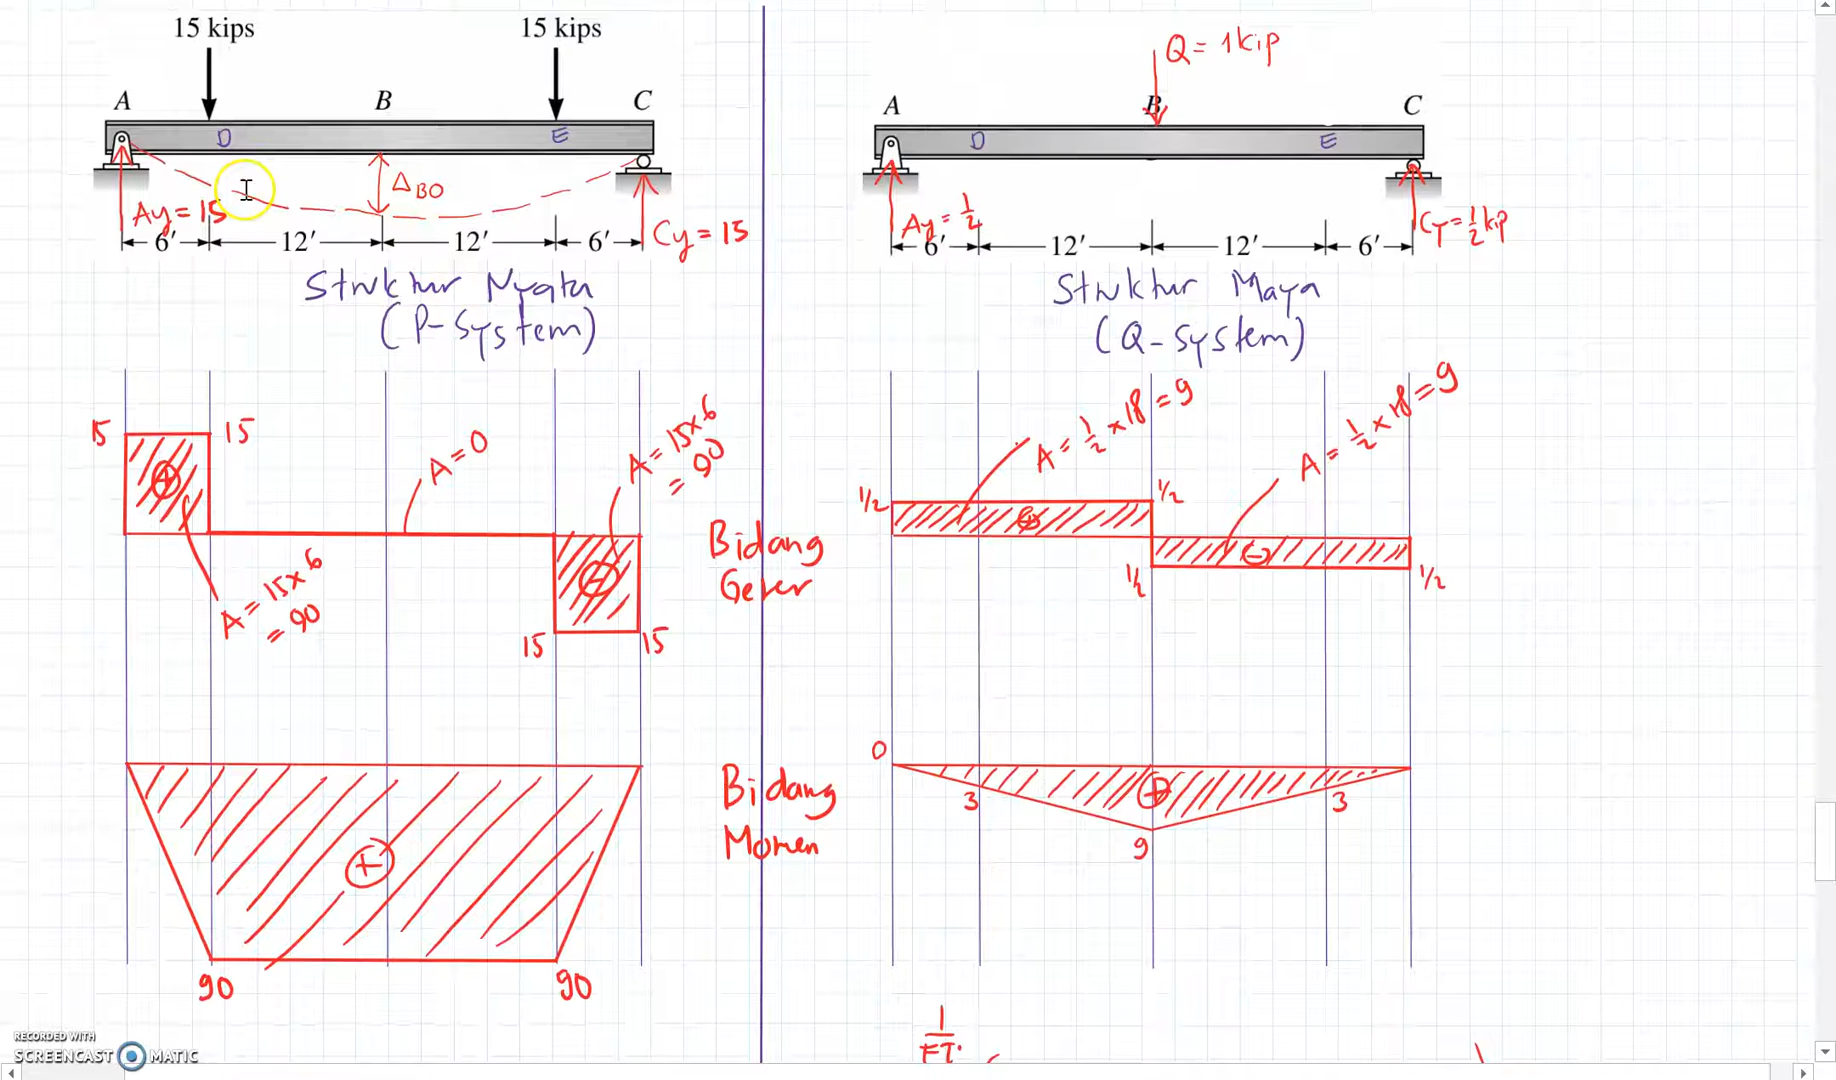 15 kips
15 kips
A
B
C
D
E
Δ BO
Ay = 15
Cy = 15
6′
12′
12′
6′
Struktur Nyata
(P-System)
Q = 1 kip
A
B
C
D
E
Ay = 1/2
Cy = 1/2 kip
6′
12′
12′
6′
Struktur Maya
(Q-System)
15
15
+
A = 15x6
= 90
A = 0
A = 15x6
= 90
-
15
15
Bidang
Geser
A = 1/2 x 18 = 9
A = 1/2 x 18 = 9
1/2
1/2
+
-
1/2
1/2
+
90
90
Bidang
Momen
0
3
+
3
9
1
EI
RECORDED WITH
SCREENCAST MATIC